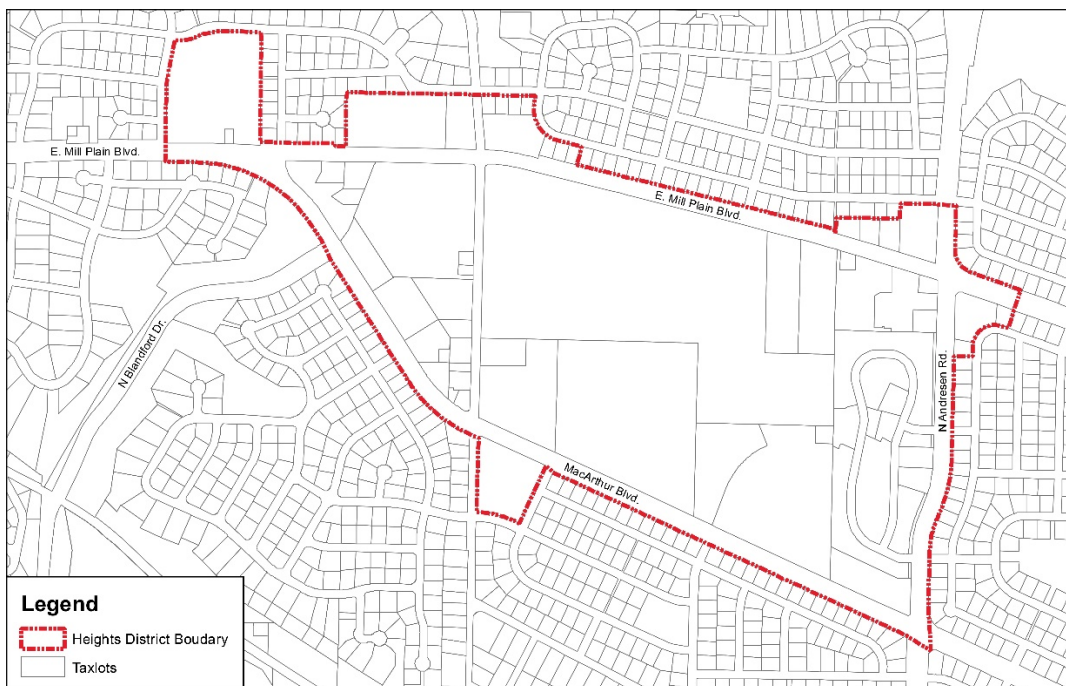 E. Mill Plain Blvd.
E. Mill Plain Blvd.
N Blandford Dr.
N Andresen Rd.
MacArthur Blvd.
Legend
Heights District Boudary
Taxlots